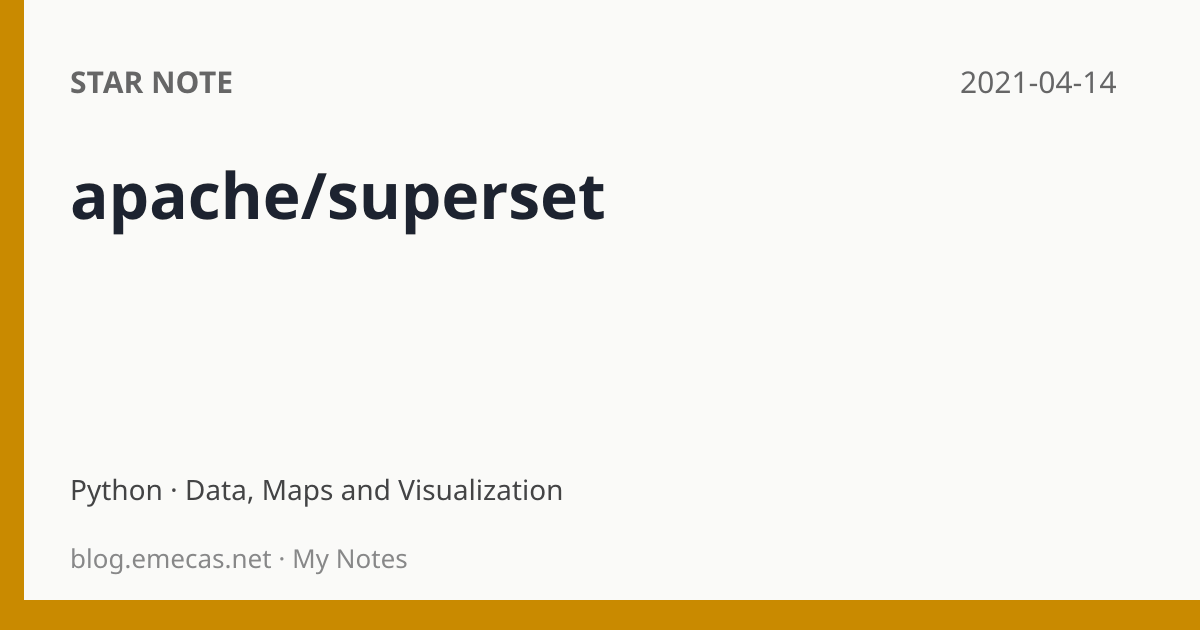 STAR NOTE
2021-04-14
apache/superset
Python · Data, Maps and Visualization
blog.emecas.net · My Notes